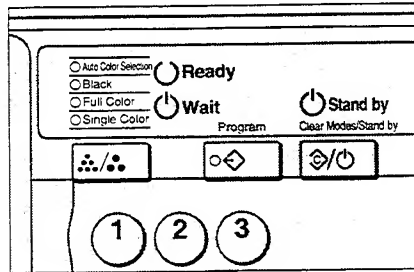 Auto Color Selection
Ready
Black
Full Color
Wait
Stand by
Single Color
Program
Clear Modes/Stand by
C
1
2
3